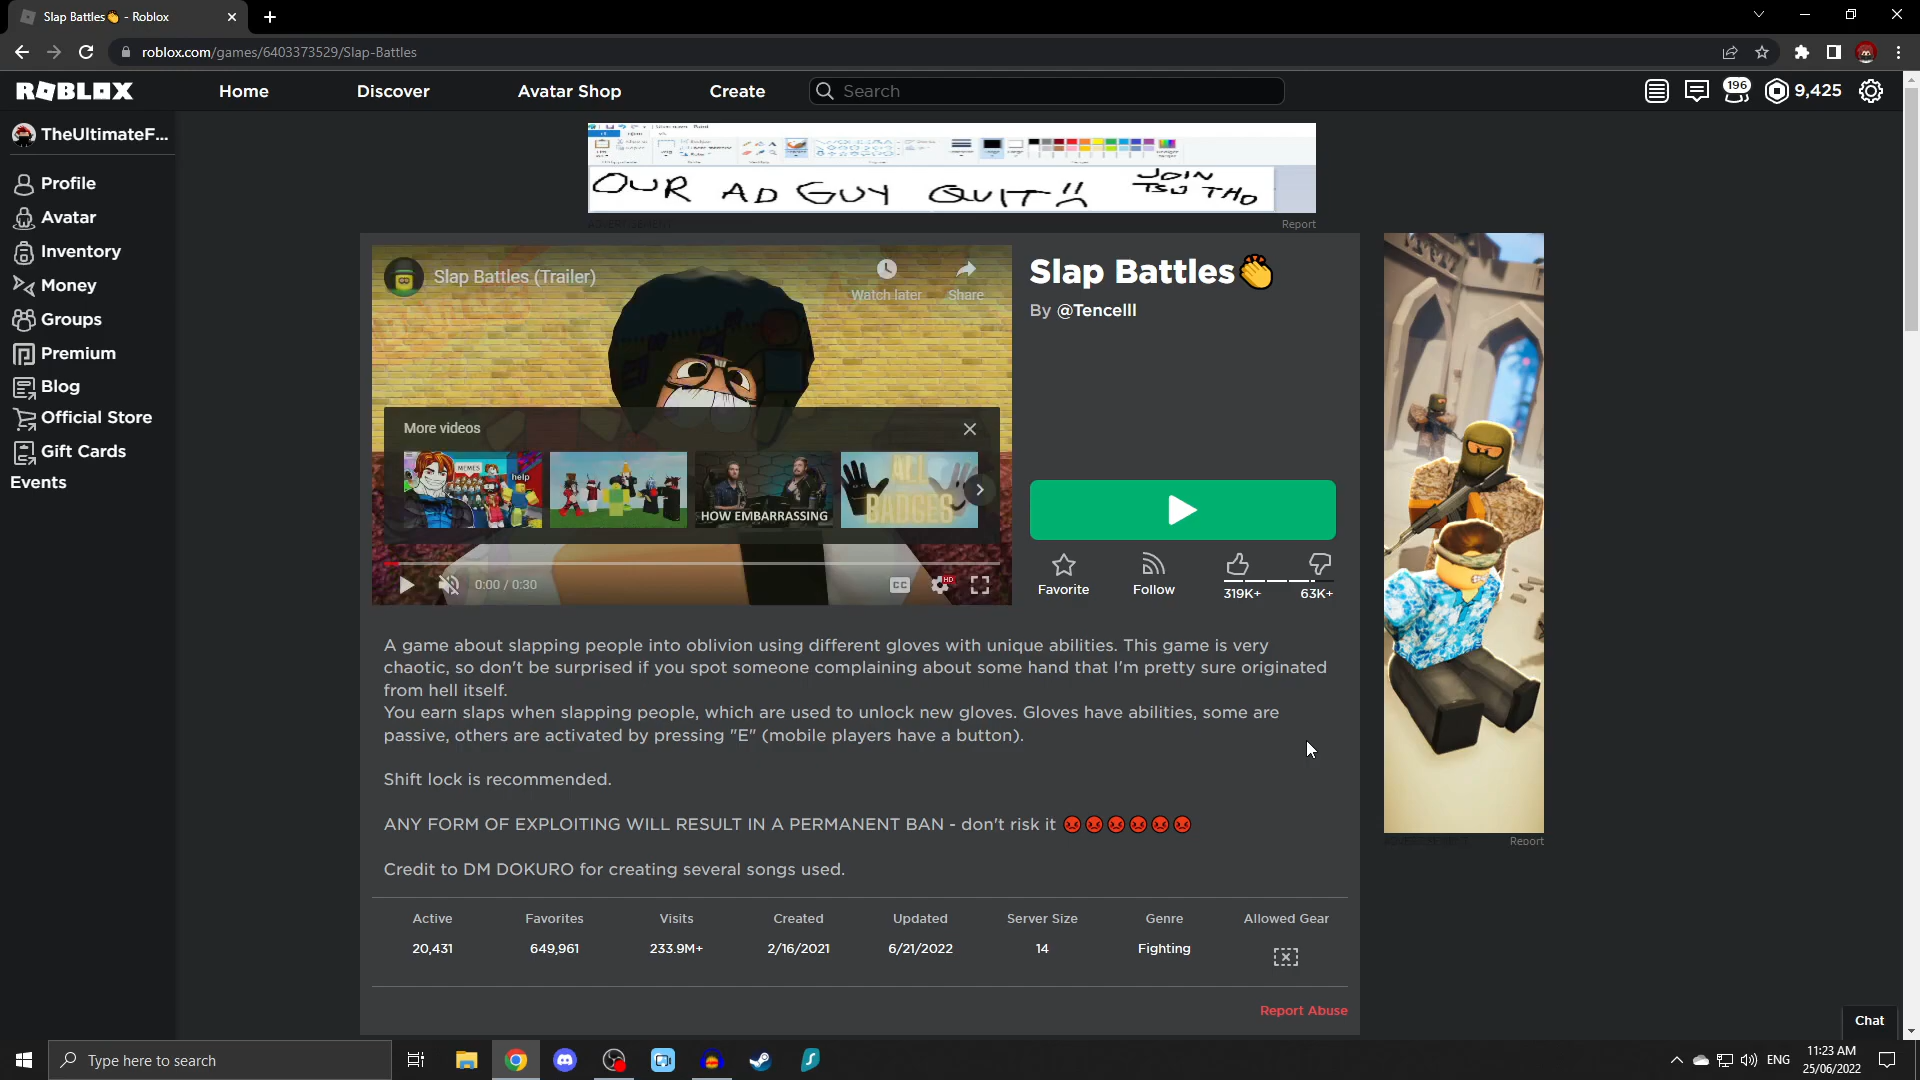 Slap Battles👏 - Roblox
roblox.com/games/6403373529/Slap-Battles
ROBLOX
Home
Discover
Avatar Shop
Create
Search
196
9,425
TheUltimateF...
Profile
Avatar
Inventory
Money
Groups
Premium
Blog
Official Store
Gift Cards
Events
OUR AD GUY QUIT!! JOIN
TSU THO
Report
Slap Battles (Trailer)
Watch later
Share
More videos
MEMES
help
HOW EMBARRASSING
ALL
BADGES
0:00 / 0:30
CC
HD
Slap Battles👏
By @Tencelll
Favorite
Follow
319K+
63K+
A game about slapping people into oblivion using different gloves with unique abilities. This game is very
chaotic, so don't be surprised if you spot someone complaining about some hand that I'm pretty sure originated
from hell itself.
You earn slaps when slapping people, which are used to unlock new gloves. Gloves have abilities, some are
passive, others are activated by pressing "E" (mobile players have a button).
Shift lock is recommended.
ANY FORM OF EXPLOITING WILL RESULT IN A PERMANENT BAN - don't risk it 😡😡😡😡😡😡
Credit to DM DOKURO for creating several songs used.
Active Favorites Visits Created Updated Server Size Genre Allowed Gear
20,431 649,961 233.9M+ 2/16/2021 6/21/2022 14 Fighting
Report Abuse
Report
Chat
Type here to search
ENG
11:23 AM
25/06/2022